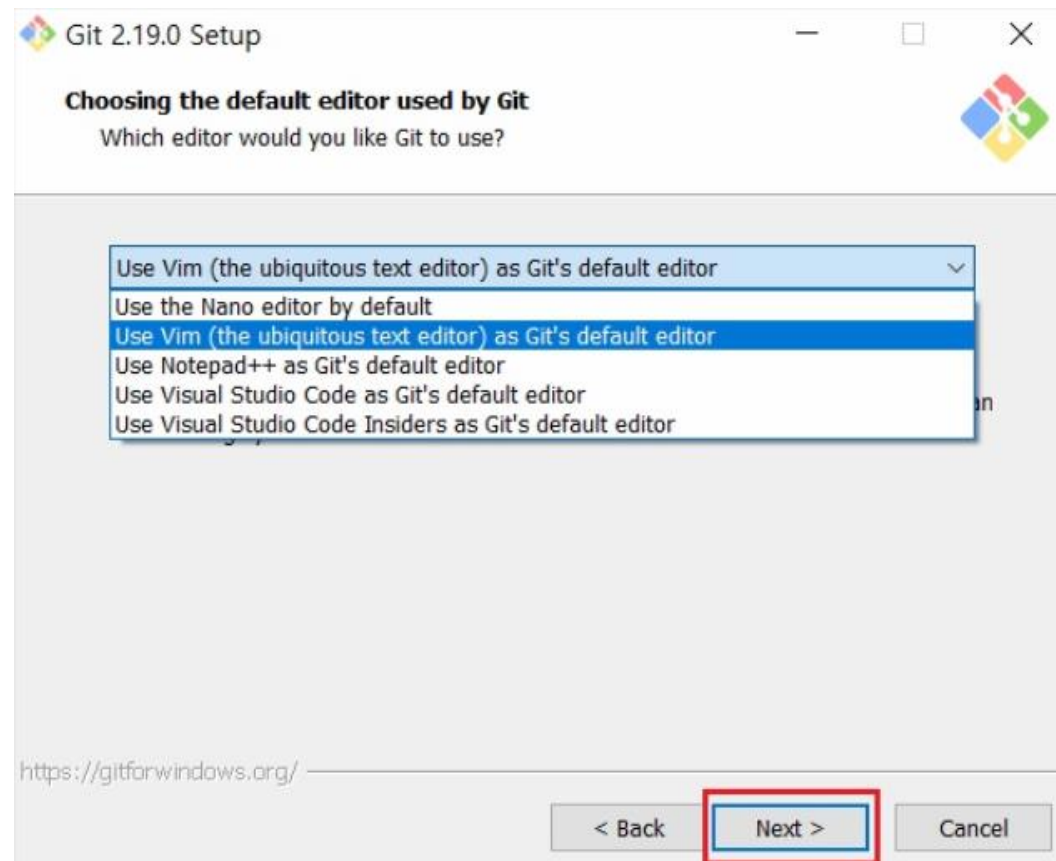 Git 2.19.0 Setup
Choosing the default editor used by Git
Which editor would you like Git to use?
Use Vim (the ubiquitous text editor) as Git's default editor
Use the Nano editor by default
Use Vim (the ubiquitous text editor) as Git's default editor
Use Notepad++ as Git's default editor
Use Visual Studio Code as Git's default editor
Use Visual Studio Code Insiders as Git's default editor
https://gitforwindows.org/
< Back Next > Cancel